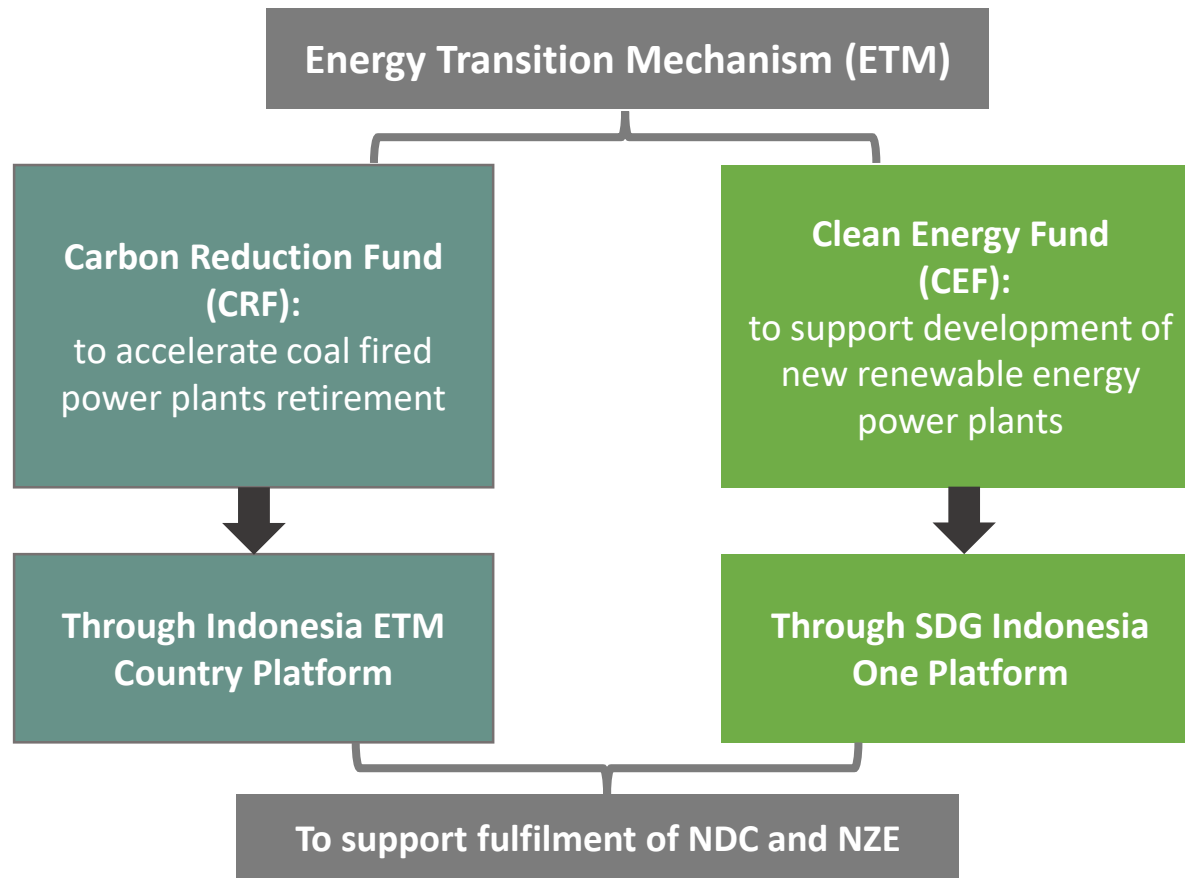 Energy Transition Mechanism (ETM)
Carbon Reduction Fund
(CRF):
to accelerate coal fired
power plants retirement
Clean Energy Fund
(CEF):
to support development of
new renewable energy
power plants
Through Indonesia ETM
Country Platform
Through SDG Indonesia
One Platform
To support fulfilment of NDC and NZE